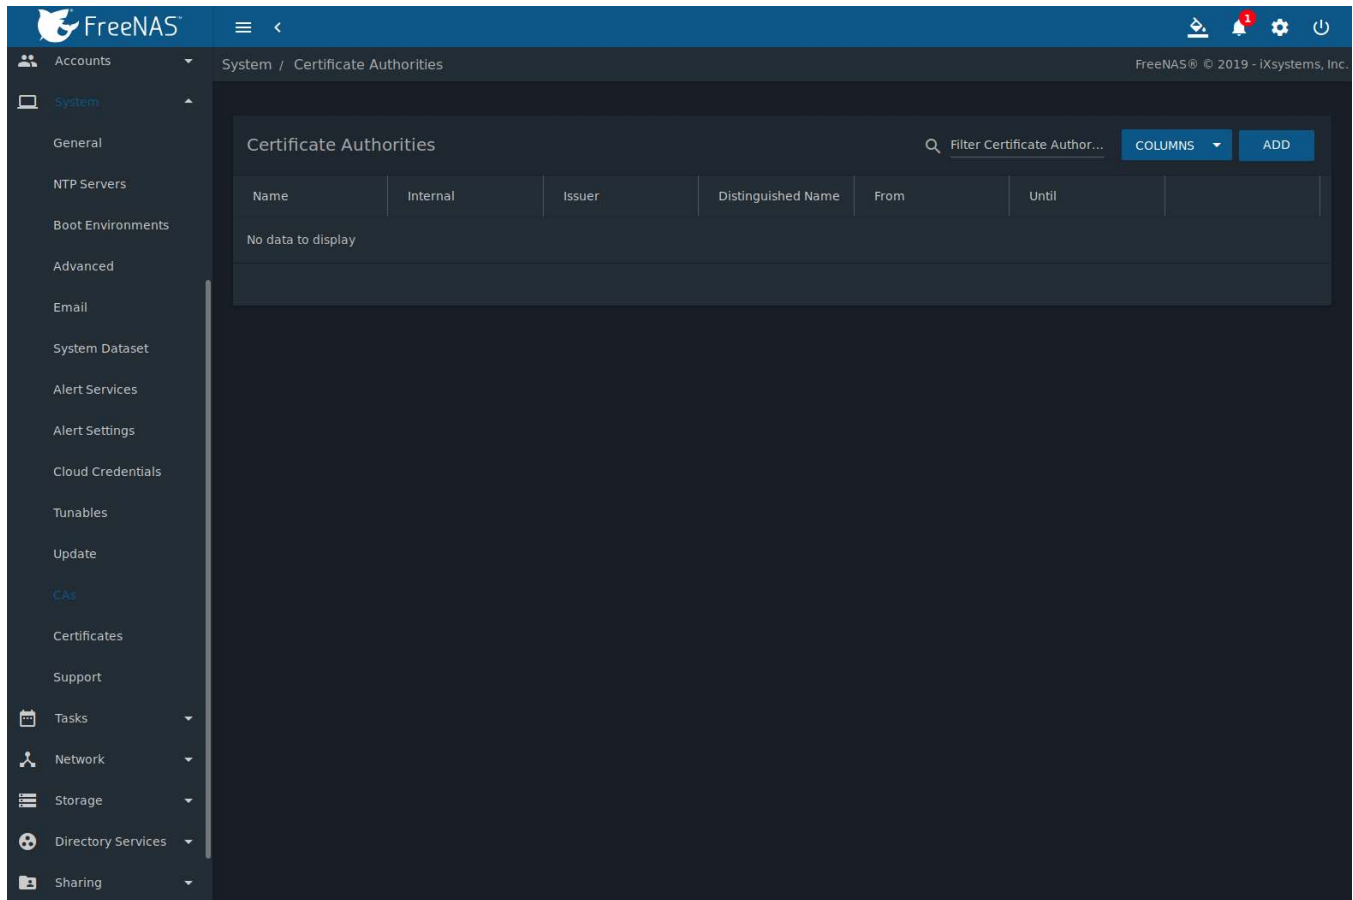 FreeNAS®
1
Accounts
System / Certificate Authorities
FreeNAS® © 2019 - iXsystems, Inc.
System
General
NTP Servers
Boot Environments
Advanced
Email
System Dataset
Alert Services
Alert Settings
Cloud Credentials
Tunables
Update
CAs
Certificates
Support
Tasks
Network
Storage
Directory Services
Sharing
Certificate Authorities
Filter Certificate Author...
COLUMNS
ADD
Name Internal Issuer Distinguished Name From Until
No data to display